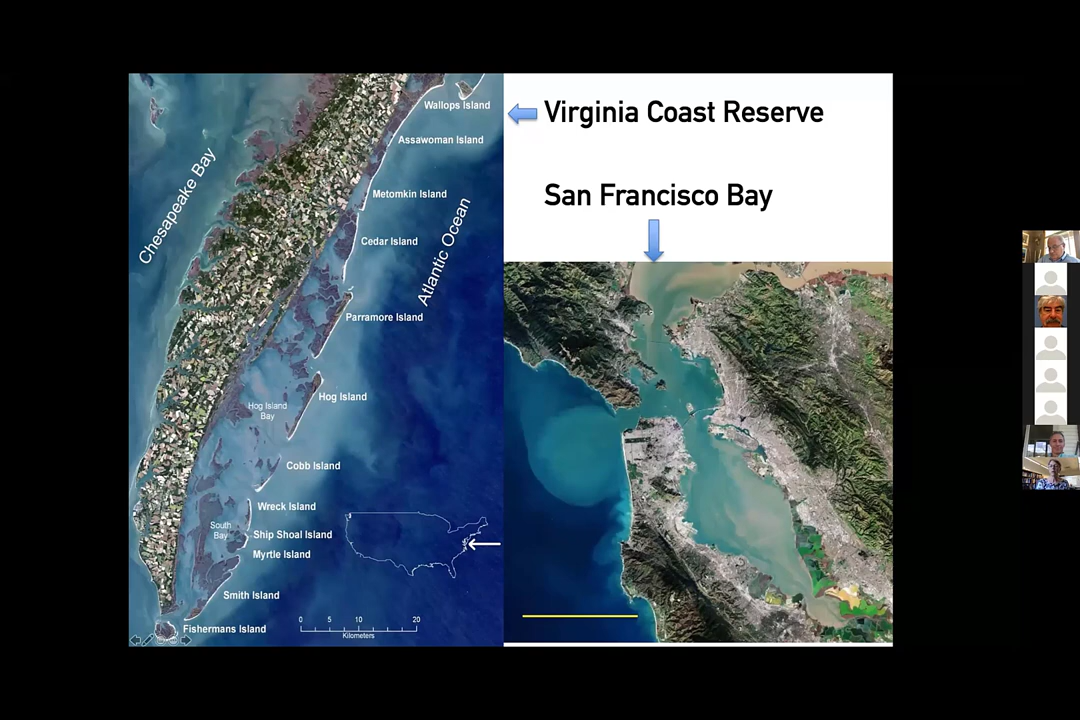 Wallops Island
Assawoman Island
Chesapeake Bay
Metomkin Island
Atlantic Ocean
Cedar Island
Parramore Island
Hog Island
Hog Island
Bay
Cobb Island
Wreck Island
South
Bay
Ship Shoal Island
Myrtle Island
Smith Island
Fishermans Island
0 5 10 20
Kilometers
Virginia Coast Reserve
San Francisco Bay